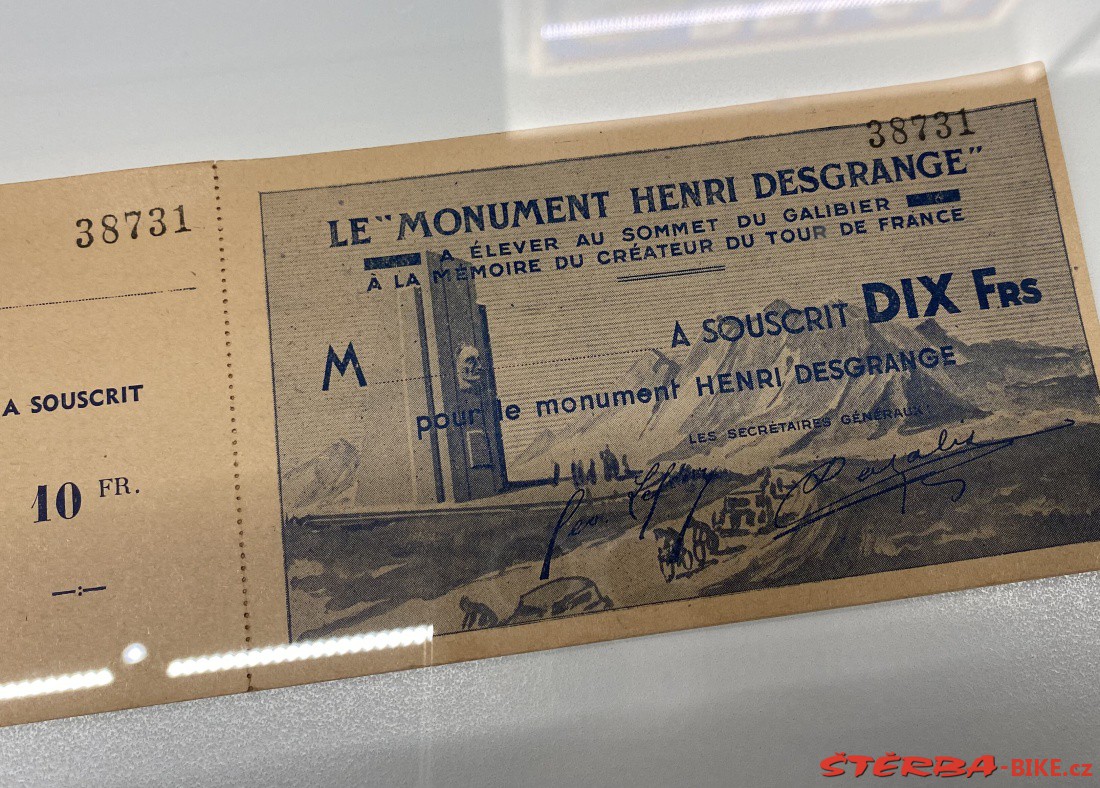 38731
A SOUSCRIT
10 FR.
38731
LE "MONUMENT HENRI DESGRANGE"
A ÉLEVER AU SOMMET DU GALIBIER
À LA MÉMOIRE DU CRÉATEUR DU TOUR DE FRANCE
M A SOUSCRIT DIX FRS
pour le monument HENRI DESGRANGE
LES SECRÉTAIRES GÉNÉRAUX:
ŠTĚRBA-BIKE.cz